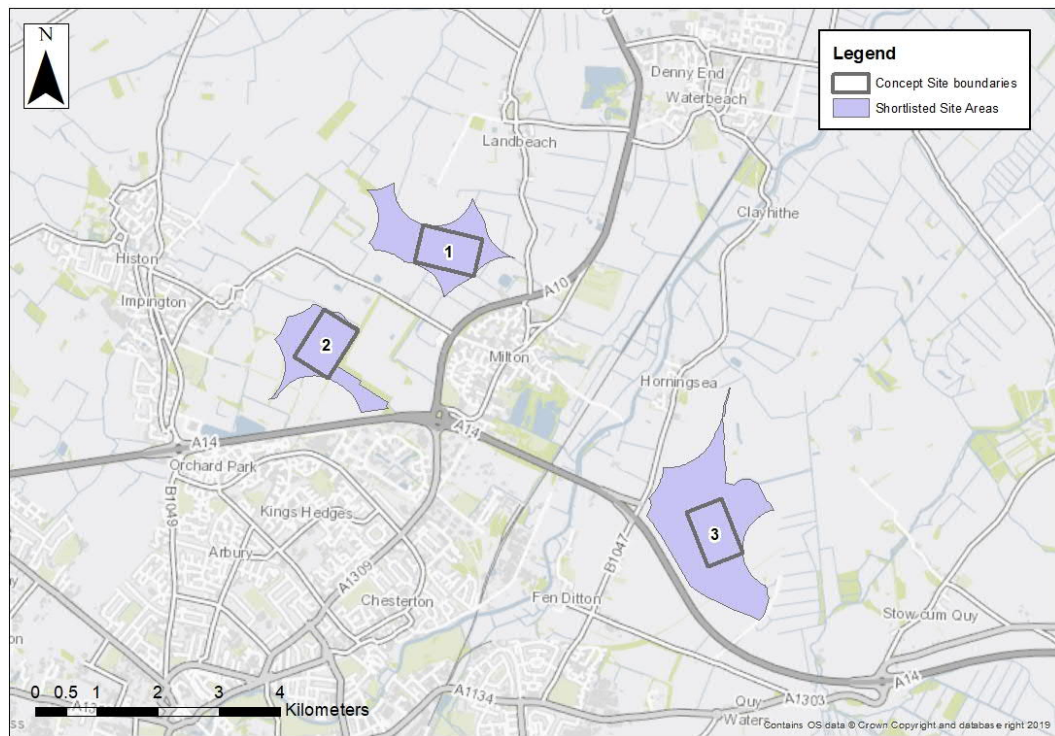 N
Legend
Concept Site boundaries
Shortlisted Site Areas
Denny End
Waterbeach
Landbeach
Clayhithe
1
Histon
Impington
A10
2
Milton
Horningsea
A14
A14
Orchard Park
B1049
Kings Hedges
3
Arbury
B1047
A1309
Chesterton
Fen Ditton
Stow cum Quy
A14
0 0.5 1 2 3 4
Kilometers
A1134
Quy
Waters
A1303
Contains OS data © Crown Copyright and database right 2019